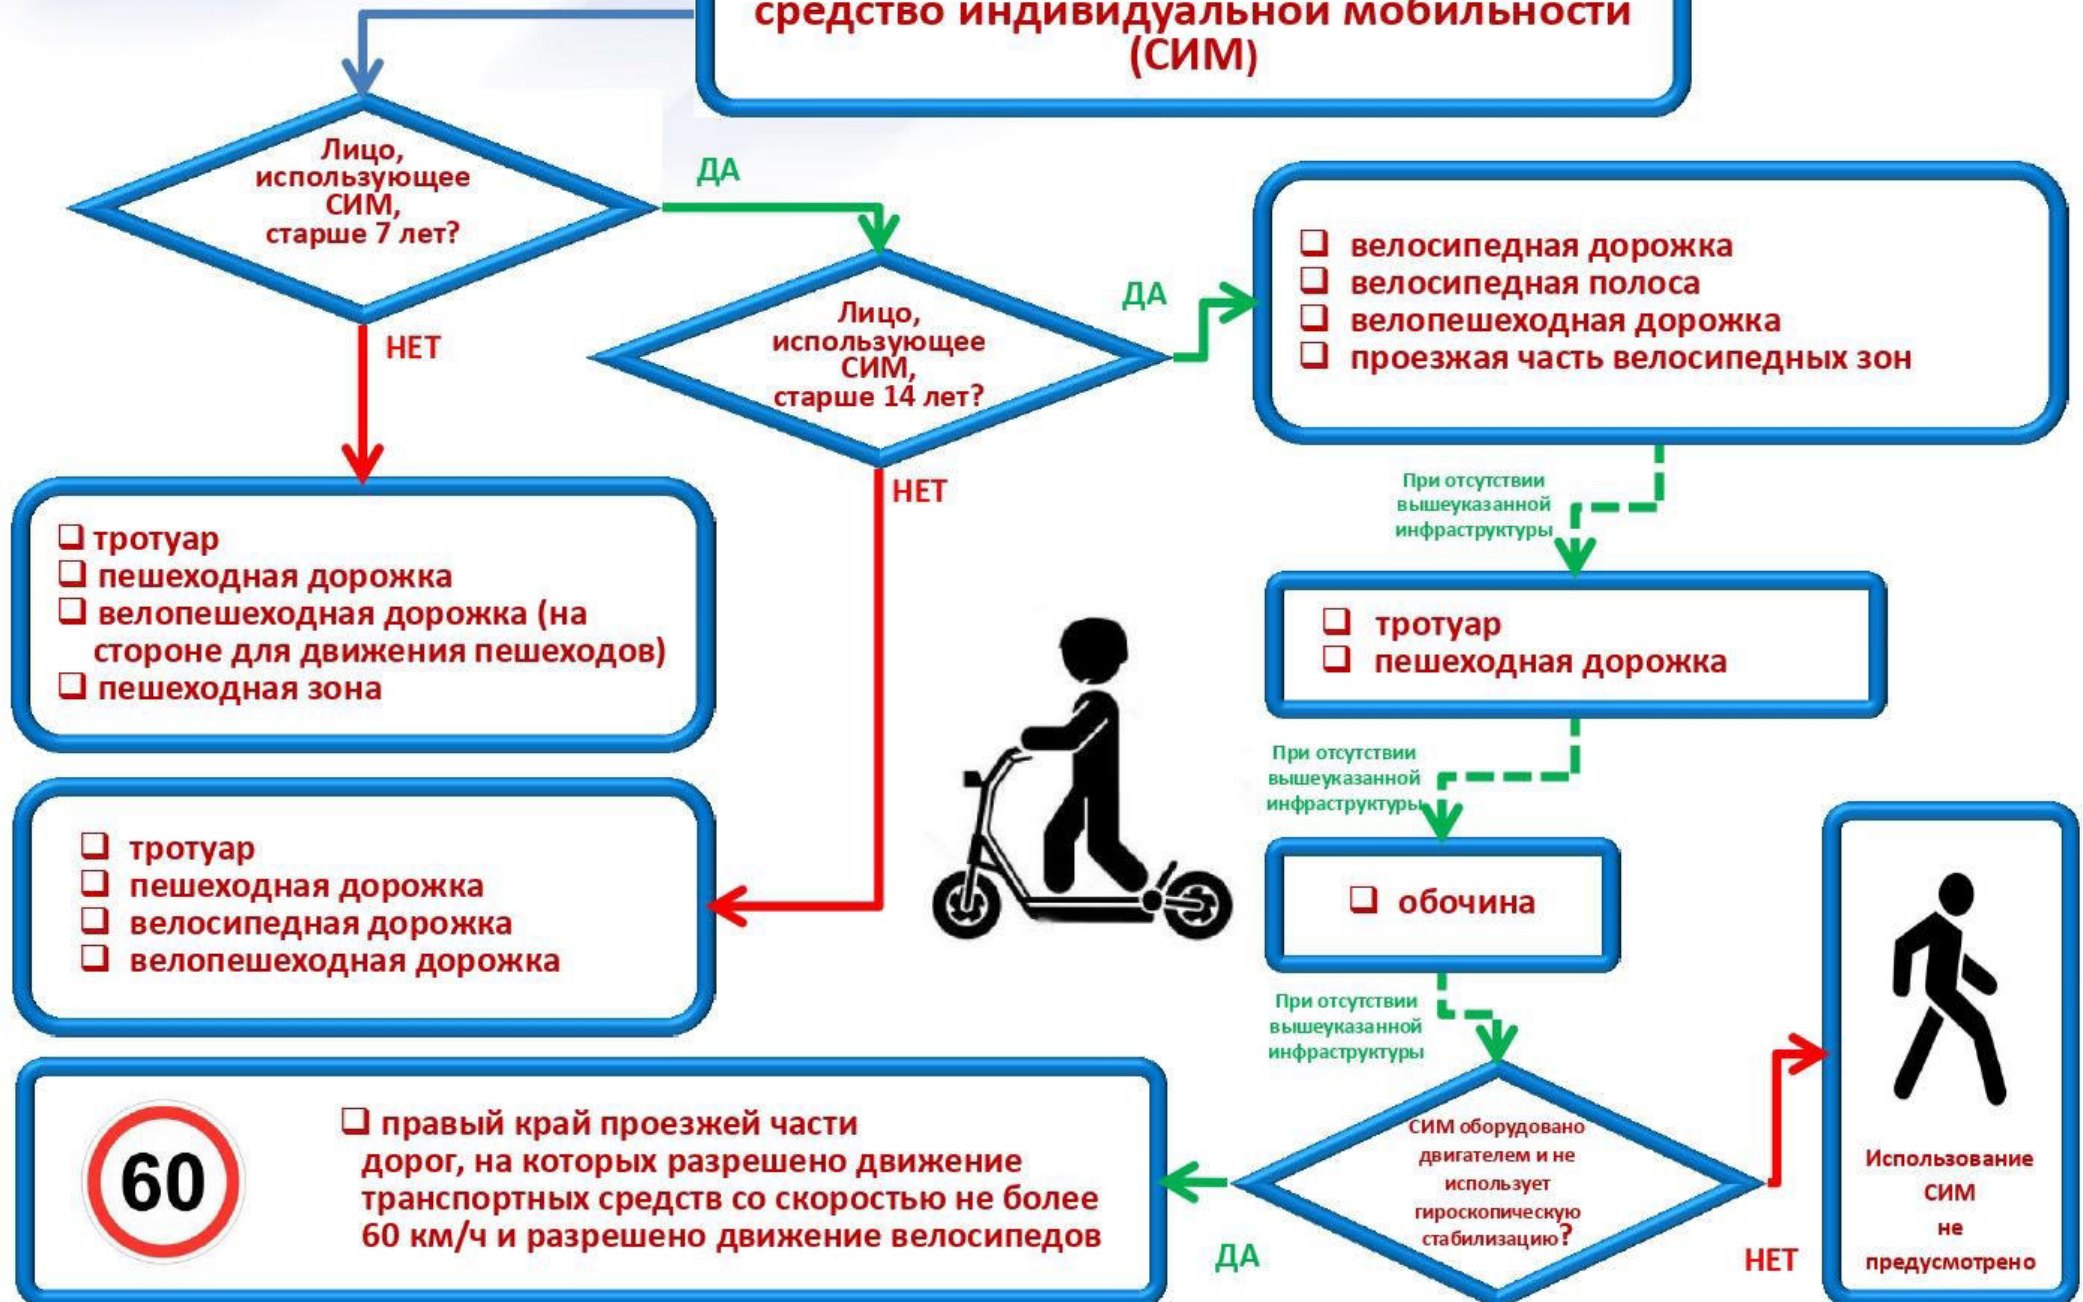 средство индивидуальной мобильности
(СИМ)
Лицо,
использующее
СИМ,
старше 7 лет?
ДА
НЕТ
Лицо,
использующее
СИМ,
старше 14 лет?
ДА
НЕТ
велосипедная дорожка
велосипедная полоса
велопешеходная дорожка
проезжая часть велосипедных зон
При отсутствии
вышеуказанной
инфраструктуры
тротуар
пешеходная дорожка
велопешеходная дорожка (на
стороне для движения пешеходов)
пешеходная зона
тротуар
пешеходная дорожка
При отсутствии
вышеуказанной
инфраструктуры
тротуар
пешеходная дорожка
велосипедная дорожка
велопешеходная дорожка
обочина
При отсутствии
вышеуказанной
инфраструктуры
СИМ оборудовано
двигателем и не
использует
гироскопическую
стабилизацию?
ДА
НЕТ
60
правый край проезжей части
дорог, на которых разрешено движение
транспортных средств со скоростью не более
60 км/ч и разрешено движение велосипедов
Использование
СИМ
не
предусмотрено